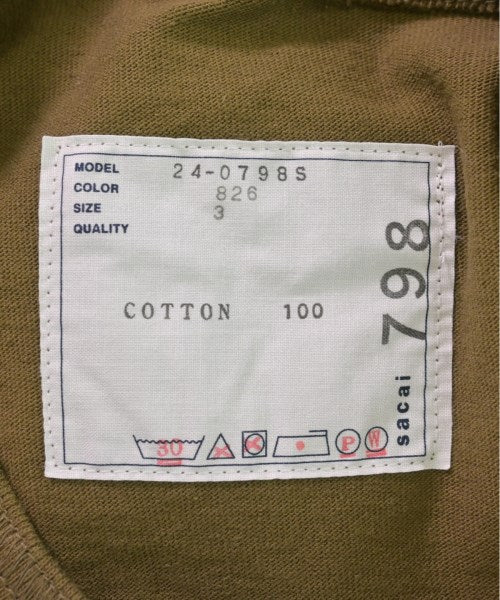 MODEL 24-0798S
COLOR 826
SIZE 3
QUALITY
COTTON 100
sacai 798
30
P
W